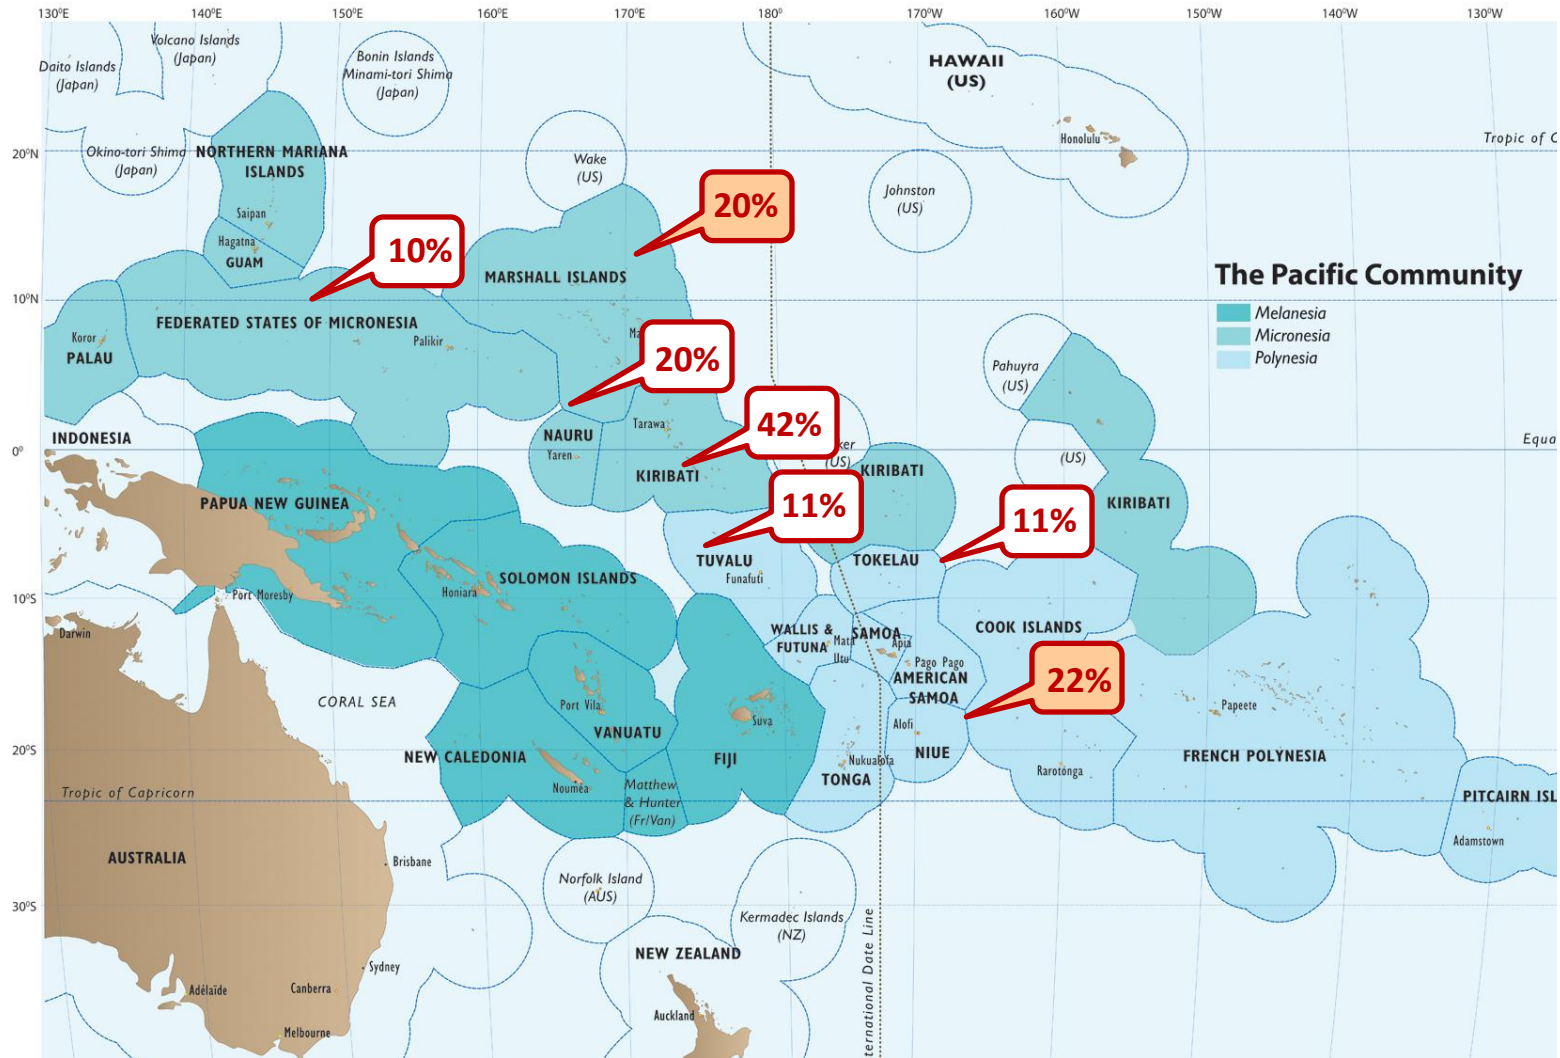 130°E 140°E 150°E 160°E 170°E 180° 170°W 160°W 150°W 140°W 130°W
Volcano Islands
(Japan)
Daito Islands
(Japan)
Bonin Islands
Minami-tori Shima
(Japan)
HAWAII
(US)
Honolulu
Tropic of C
20°N
Okino-tori Shima
(Japan)
NORTHERN MARIANA
ISLANDS
Saipan
Wake
(US)
Johnston
(US)
20%
Hagatna
GUAM
10%
MARSHALL ISLANDS
The Pacific Community
Melanesia
Micronesia
Polynesia
10°N
FEDERATED STATES OF MICRONESIA
Palikir
Koror
PALAU
Ma
20%
Pahuyra
(US)
INDONESIA
NAURU
Yaren
Tarawa
42%
KIRIBATI
ker
(US)
KIRIBATI
(US)
Equa
0°
PAPUA NEW GUINEA
11%
11%
KIRIBATI
TUVALU
Funafuti
TOKELAU
SOLOMON ISLANDS
Honiara
Port Moresby
10°S
Darwin
WALLIS &
FUTUNA
Mata
Utu
SAMOA
Apia
COOK ISLANDS
Pago Pago
AMERICAN
SAMOA
22%
CORAL SEA
Port Vila
VANUATU
Suva
FIJI
Alofi
NIUE
Papeete
NEW CALEDONIA
Nouméa
20°S
Nukualofa
TONGA
Rarotonga
FRENCH POLYNESIA
Matthew
& Hunter
(Fr/Van)
Tropic of Capricorn
PITCAIRN ISL
Adamstown
AUSTRALIA
Brisbane
Norfolk Island
(AUS)
Kermadec Islands
(NZ)
30°S
NEW ZEALAND
Sydney
Adélaïde
Canberra
Melbourne
Auckland
ternational Date Line